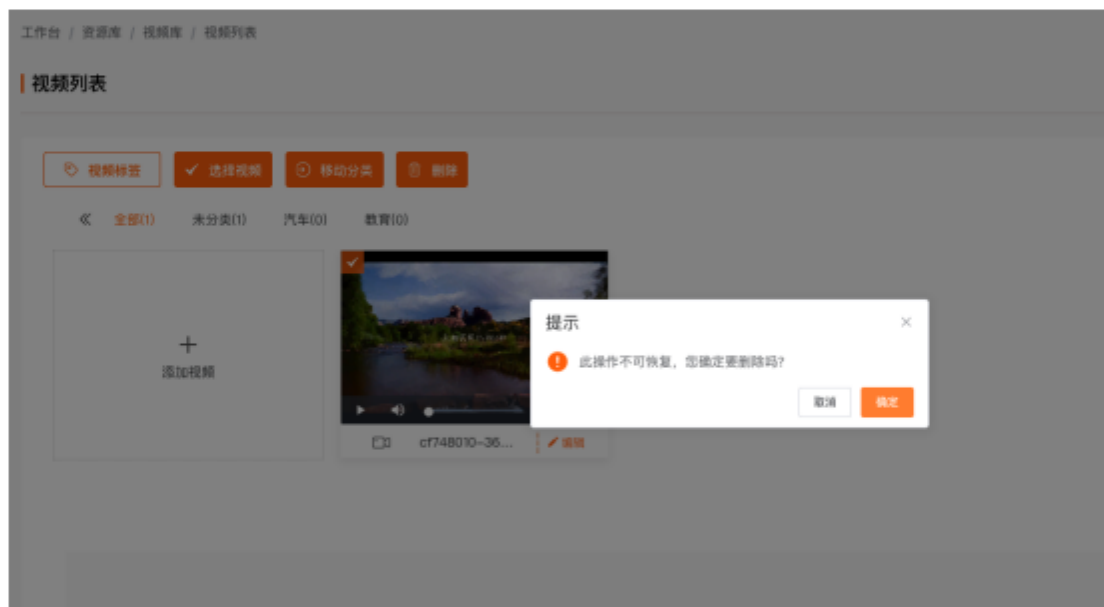 工作台 / 资源库 / 视频库 / 视频列表
视频列表
视频标签 选择视频 移动分类 删除
全部(1) 未分类(1) 汽车(0) 教育(0)
添加视频
提示
此操作不可恢复，您确定要删除吗?
取消 确定
cf748010-36... 编辑